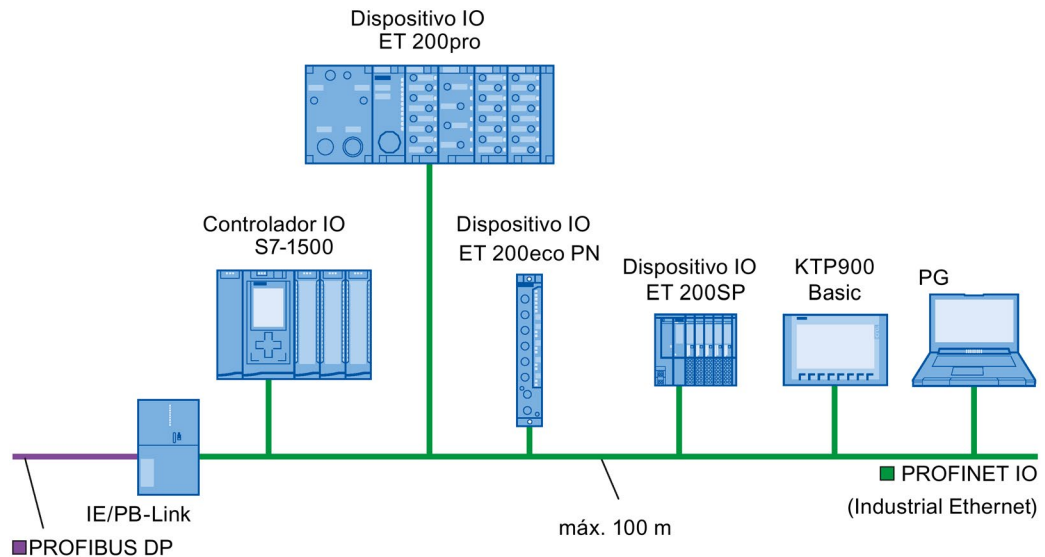 Dispositivo IO
ET 200pro
Controlador IO
S7-1500
Dispositivo IO
ET 200eco PN
Dispositivo IO
ET 200SP
KTP900
Basic
PG
PROFINET IO
(Industrial Ethernet)
IE/PB-Link
máx. 100 m
PROFIBUS DP